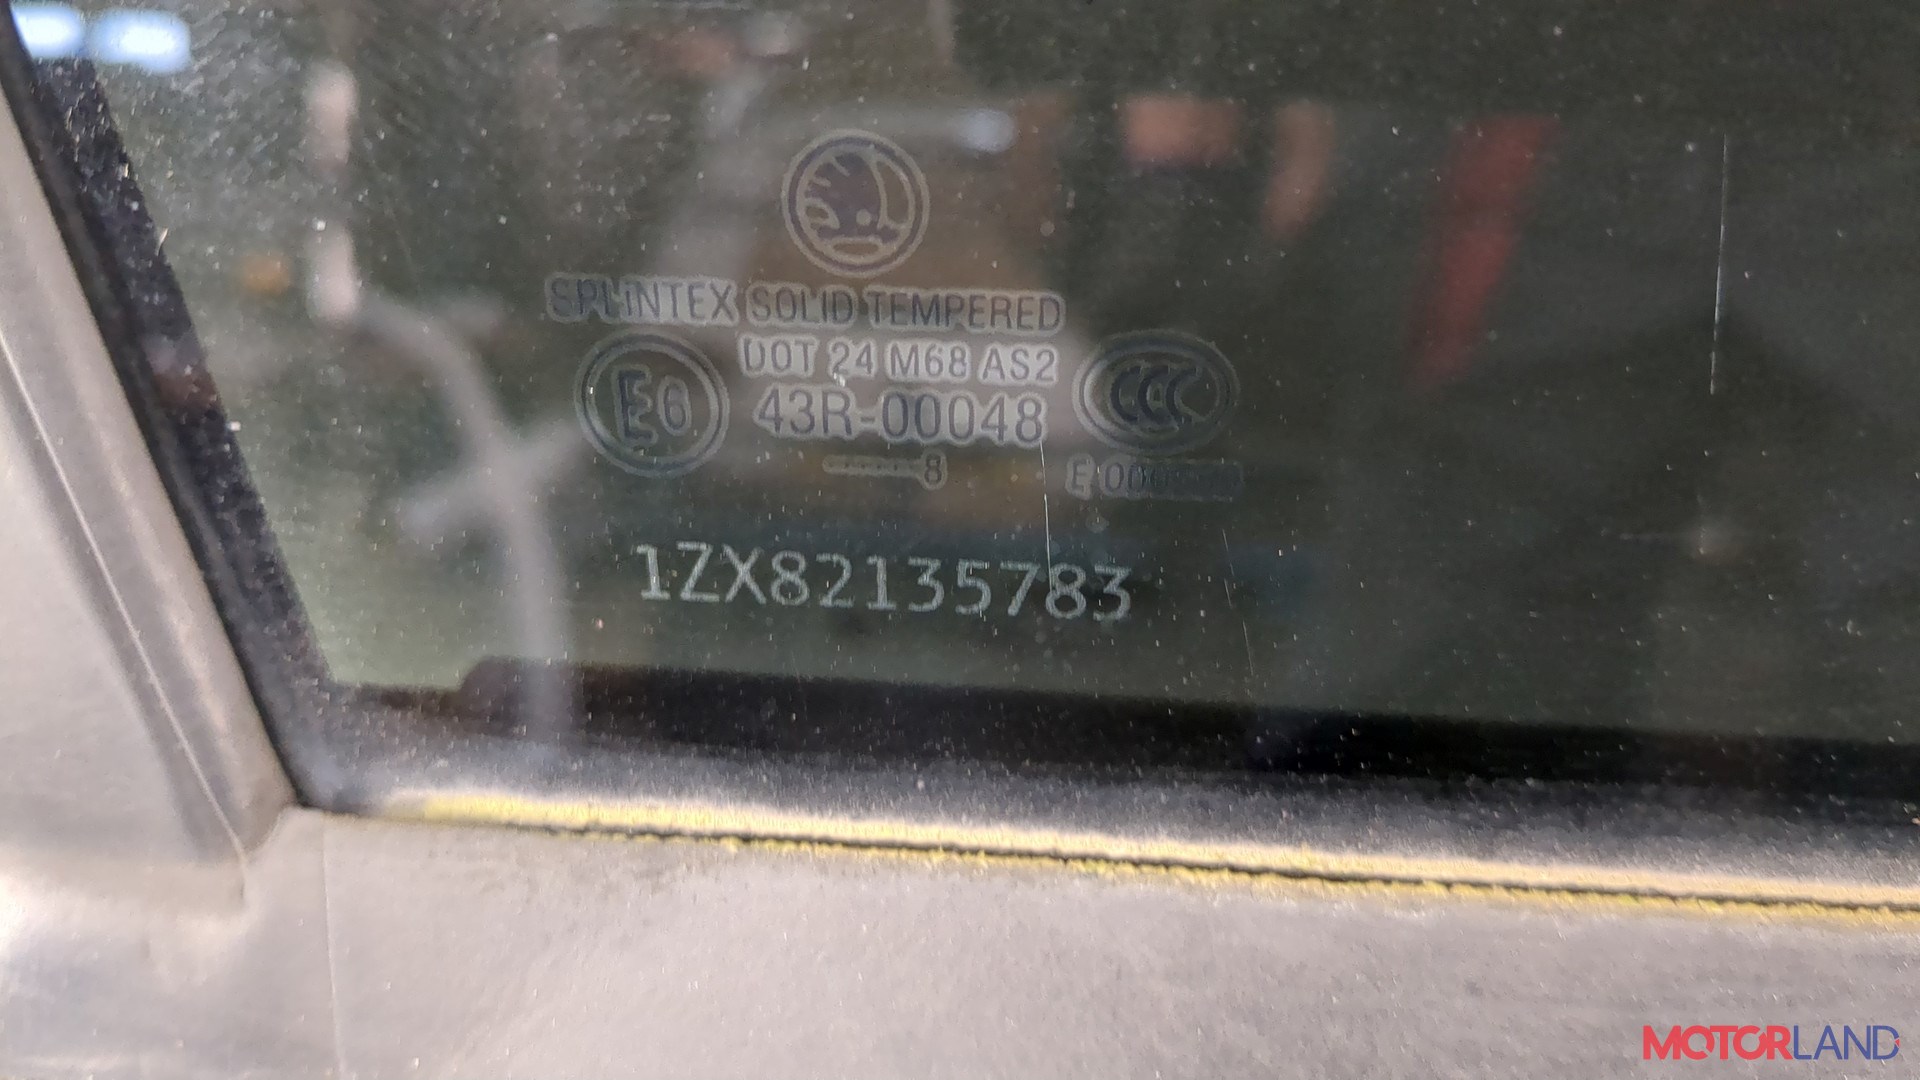 SPLINTEX SOLID TEMPERED
DOT 24 M68 AS2
E6
43R-00048
CCC
········8
1ZX82135783
MOTORLAND